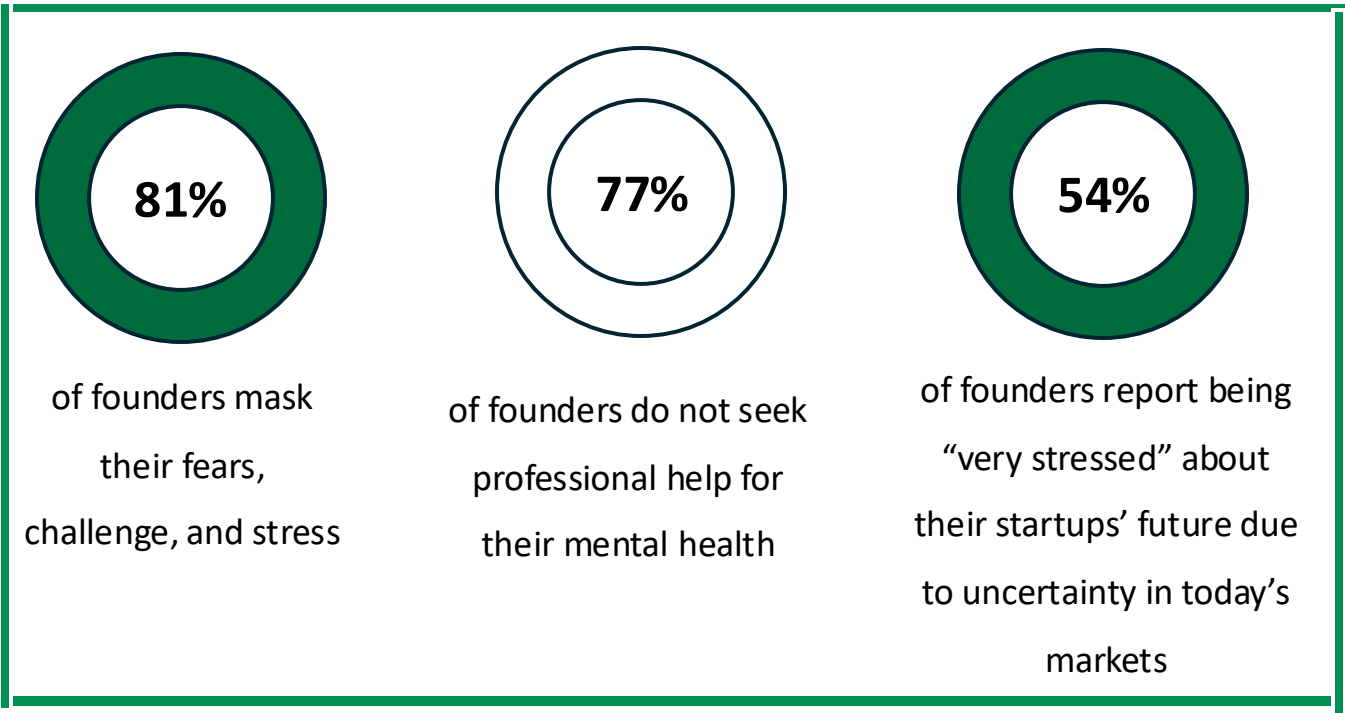 81%
of founders mask
their fears,
challenge, and stress
77%
of founders do not seek
professional help for
their mental health
54%
of founders report being
“very stressed” about
their startups’ future due
to uncertainty in today’s
markets